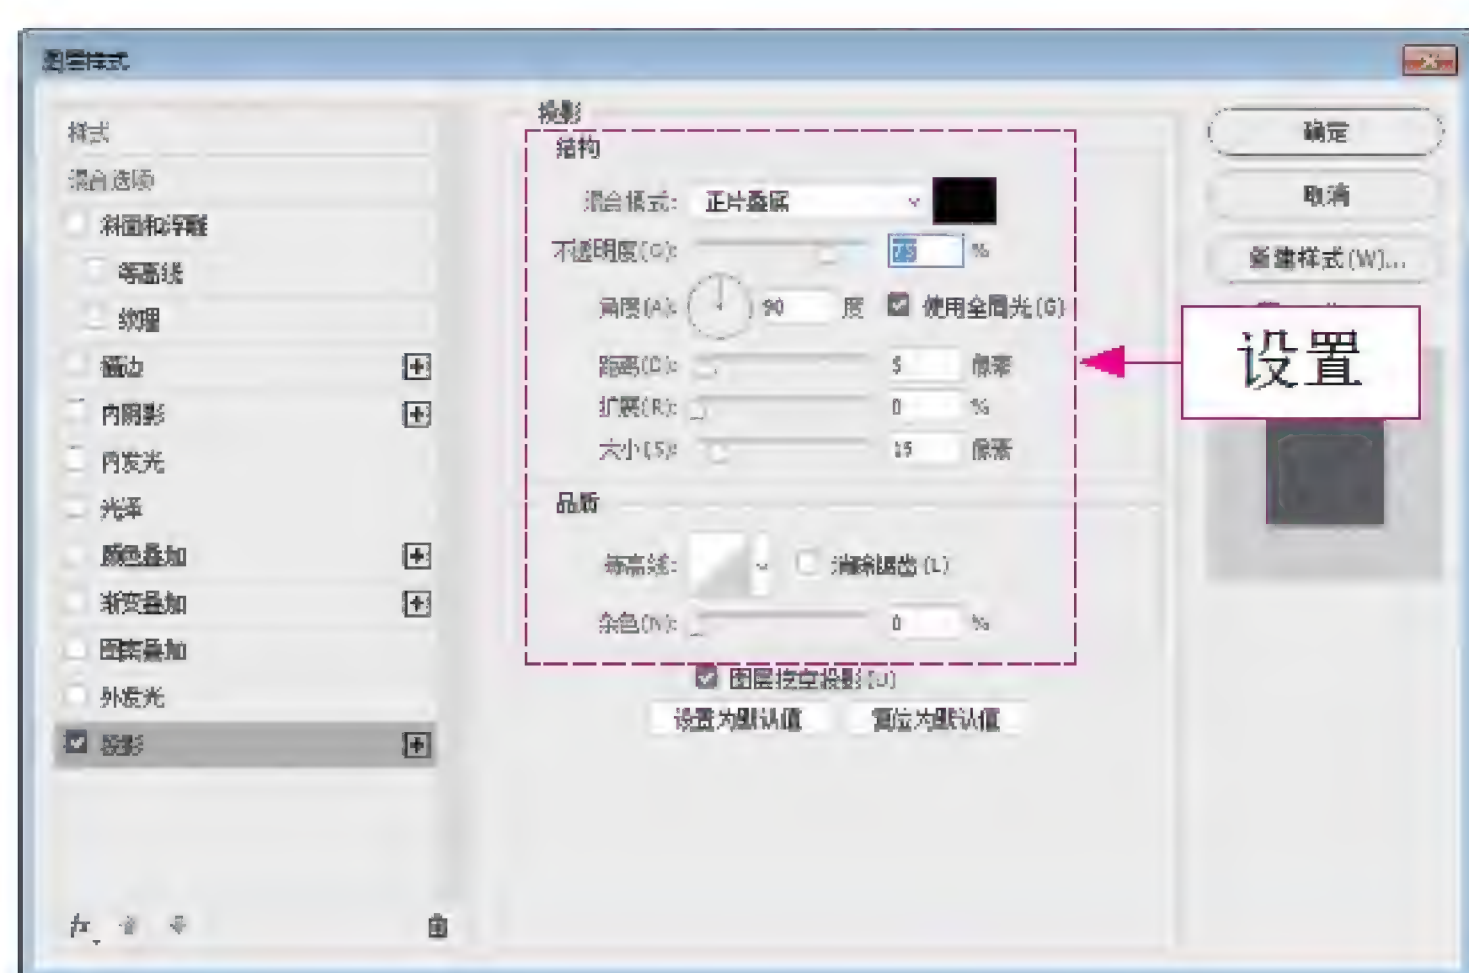 图层样式
样式
混合选项
斜面和浮雕
等高线
纹理
描边
内阴影
内发光
光泽
颜色叠加
渐变叠加
图案叠加
外发光
投影
fx
投影
结构
混合模式: 正片叠底
不透明度(O): 75 %
角度(A): 90 度 使用全局光(G)
距离(D): 5 像素
扩展(R): 0 %
大小(S): 15 像素
品质
等高线: 消除锯齿(L)
杂色(N): 0 %
图层挖空投影(U)
设置为默认值 复位为默认值
确定
取消
新建样式(W)...
设置